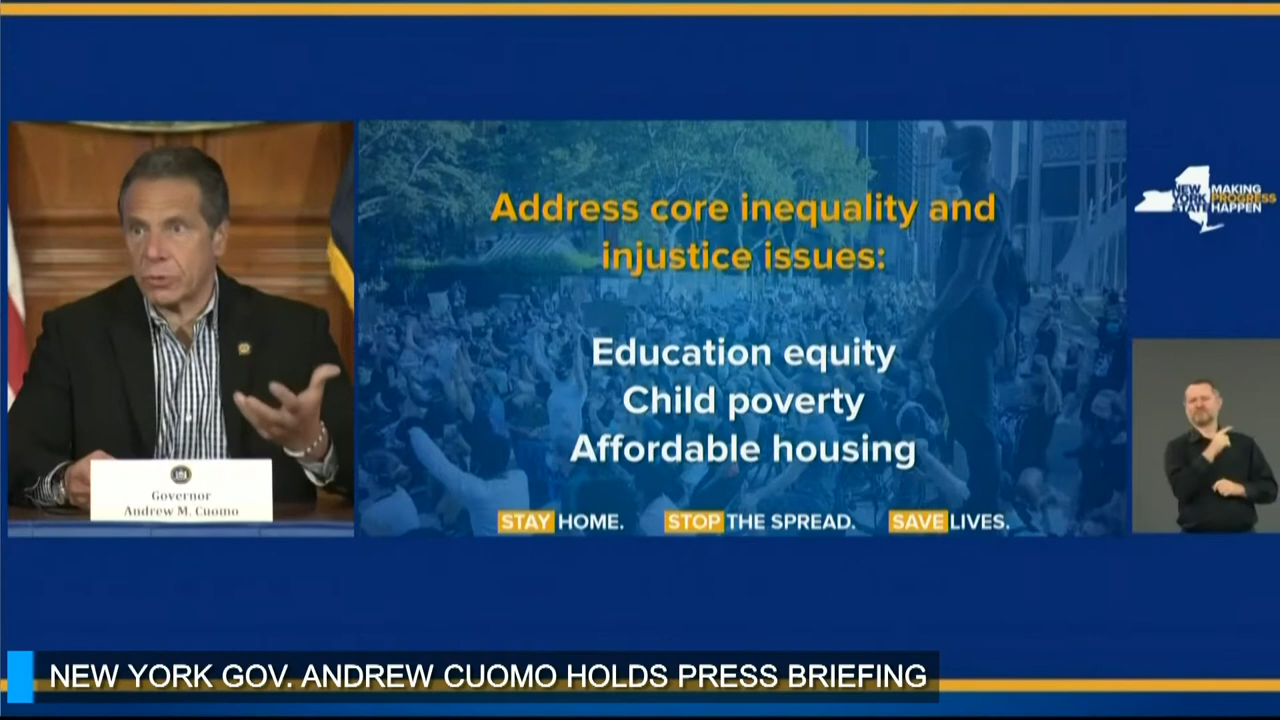 Address core inequality and
injustice issues:
Education equity
Child poverty
Affordable housing
STAY HOME. STOP THE SPREAD. SAVE LIVES.
Governor
Andrew M. Cuomo
NEW YORK STATE
MAKING
PROGRESS
HAPPEN
NEW YORK GOV. ANDREW CUOMO HOLDS PRESS BRIEFING